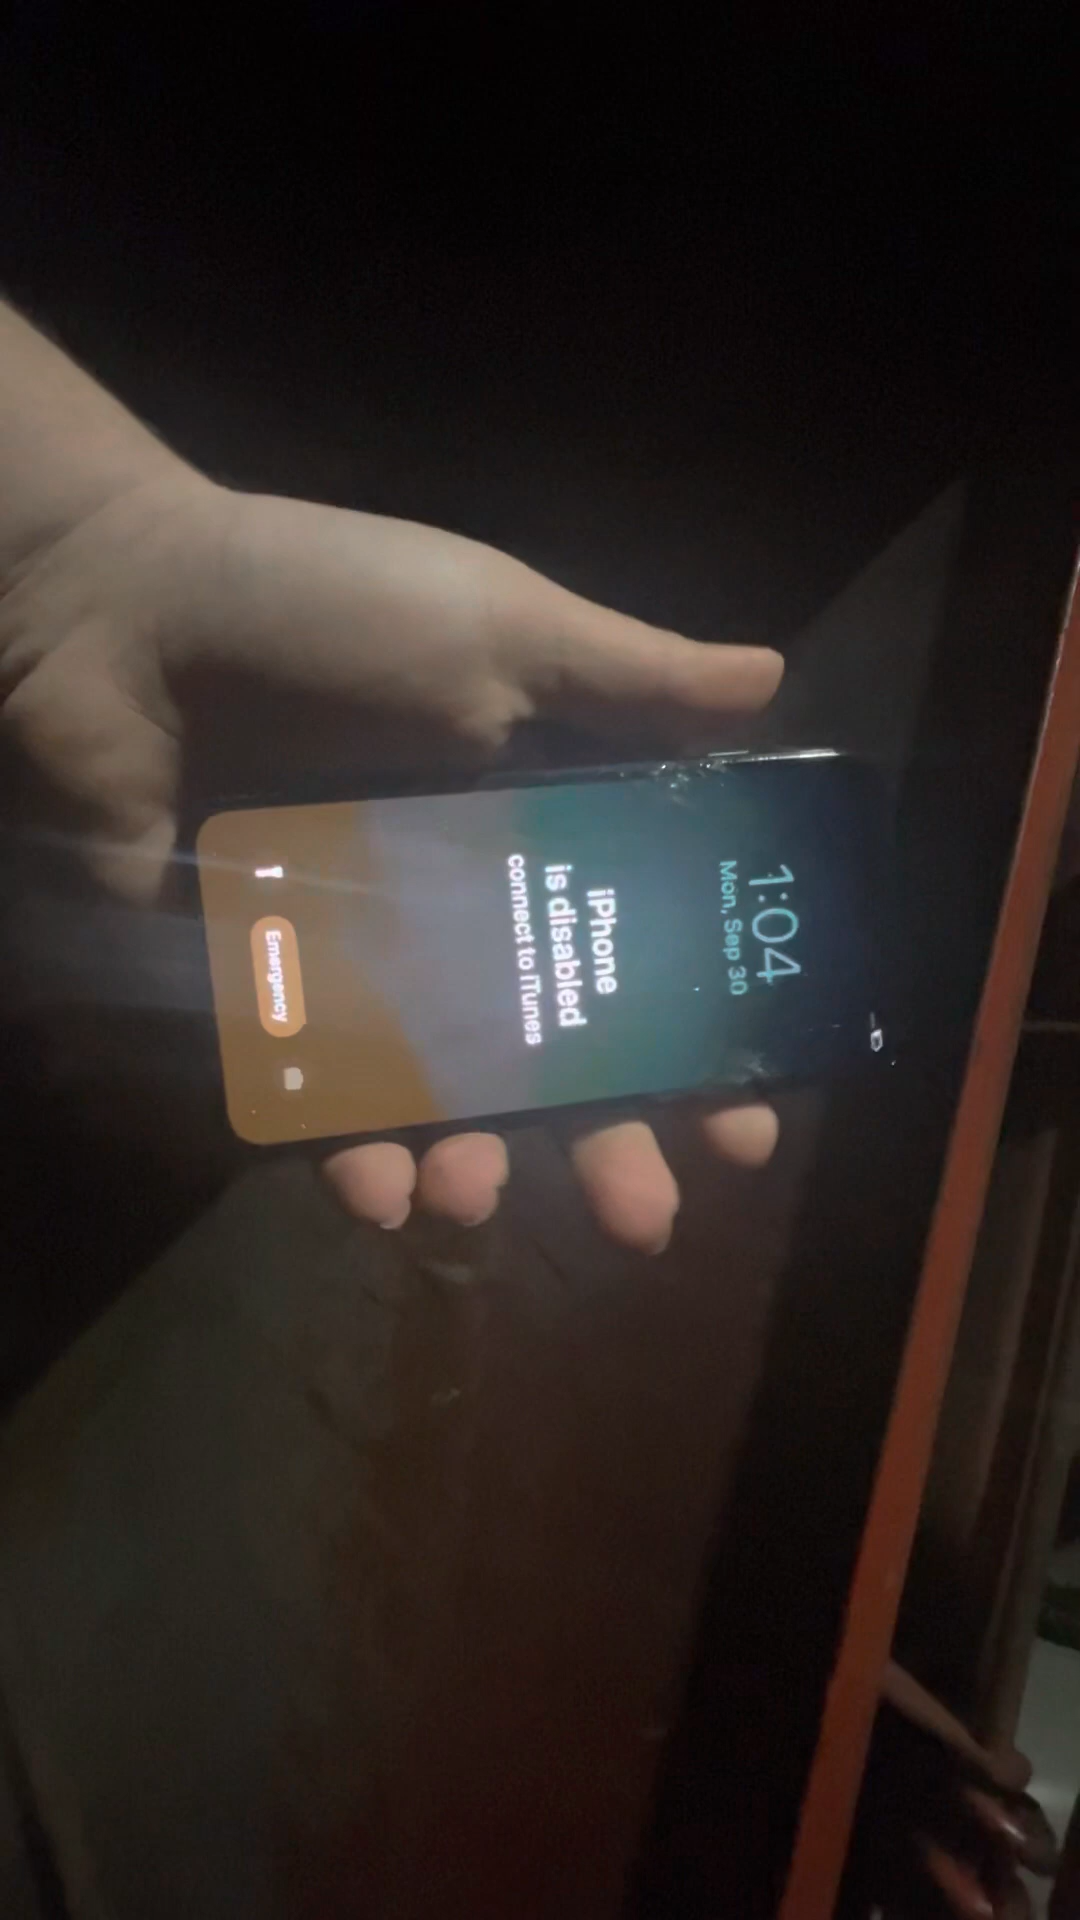 1:04
Mon, Sep 30
iPhone
is disabled
connect to iTunes
Emergency